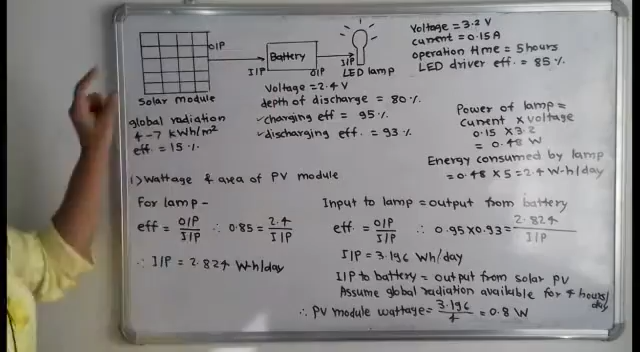 O|P
I|P
Battery
O|P
I|P
LED lamp
Solar module
global radiation
4-7 kWh/m²
eff. = 15 %
Voltage = 2.4 V
depth of discharge = 80%
✓charging eff = 95%
✓discharging eff. = 93%
Voltage = 3.2 V
current = 0.15A
operation time = 5hours
LED driver eff. = 85%
Power of lamp =
Current × voltage
0.15 × 3.2
= 0.48 W
Energy consumed by lamp
= 0.48 × 5 = 2.4 W-h/day
1) Wattage & area of PV module
For lamp -
eff = O|P / I|P ∴ 0.85 = 2.4 / I|P
∴ I|P = 2.824 W-h/day
Input to lamp = output from battery
eff. = O|P / I|P ∴ 0.95×0.93 = 2.824 / I|P
I|P = 3.196 Wh/day
I|P to battery = output from solar PV
Assume global radiation available for 4 hours/day
∴ PV module wattage = 3.196 / 4 = 0.8 W